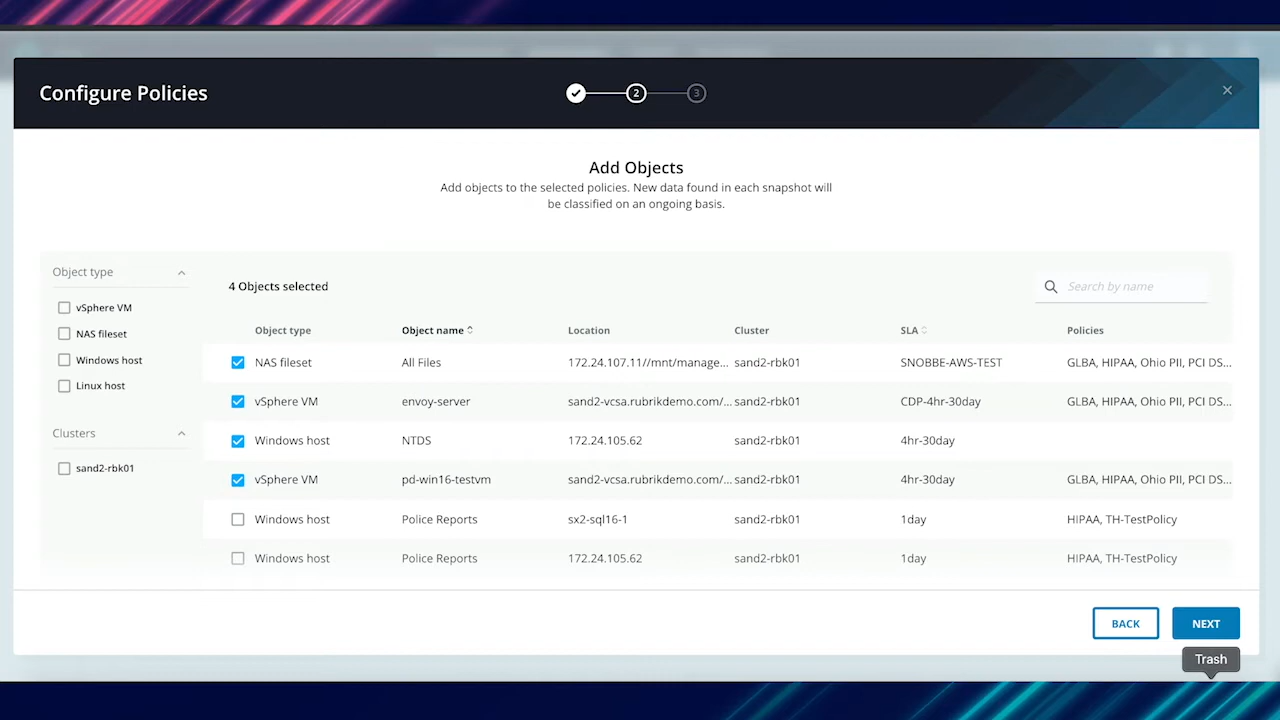 Configure Policies
2
3
Add Objects
Add objects to the selected policies. New data found in each snapshot will
be classified on an ongoing basis.
Object type
vSphere VM
NAS fileset
Windows host
Linux host
Clusters
sand2-rbk01
4 Objects selected
Search by name
Object type Object name Location Cluster SLA Policies
NAS fileset All Files 172.24.107.11//mnt/manage... sand2-rbk01 SNOBBE-AWS-TEST GLBA, HIPAA, Ohio PII, PCI DS...
vSphere VM envoy-server sand2-vcsa.rubrikdemo.com/... sand2-rbk01 CDP-4hr-30day GLBA, HIPAA, Ohio PII, PCI DS...
Windows host NTDS 172.24.105.62 sand2-rbk01 4hr-30day
vSphere VM pd-win16-testvm sand2-vcsa.rubrikdemo.com/... sand2-rbk01 4hr-30day GLBA, HIPAA, Ohio PII, PCI DS...
Windows host Police Reports sx2-sql16-1 sand2-rbk01 1day HIPAA, TH-TestPolicy
Windows host Police Reports 172.24.105.62 sand2-rbk01 1day HIPAA, TH-TestPolicy
BACK NEXT
Trash